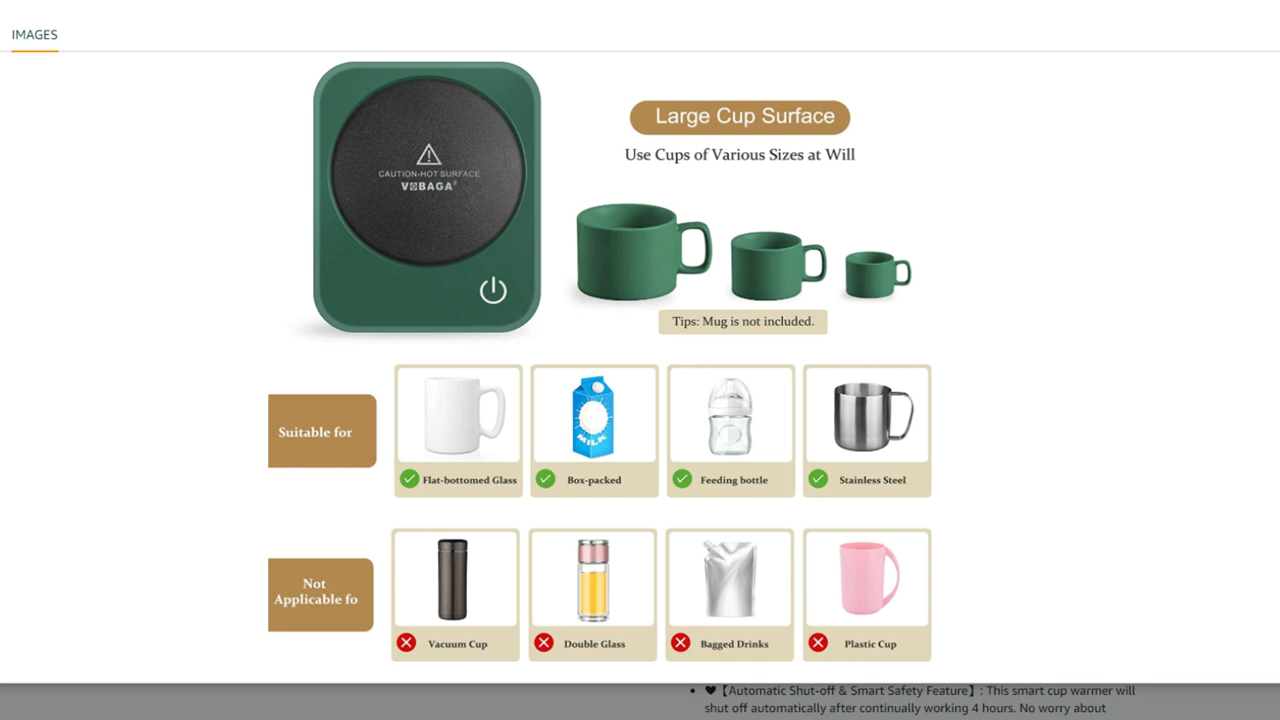 IMAGES
Large Cup Surface
Use Cups of Various Sizes at Will
CAUTION-HOT SURFACE
VOBAGA®
Tips: Mug is not included.
Suitable for
MILK
Flat-bottomed Glass
Box-packed
Feeding bottle
Stainless Steel
Not
Applicable fo
Vacuum Cup
Double Glass
Bagged Drinks
Plastic Cup
• ♥【Automatic Shut-off & Smart Safety Feature】: This smart cup warmer will
shut off automatically after continually working 4 hours. No worry about